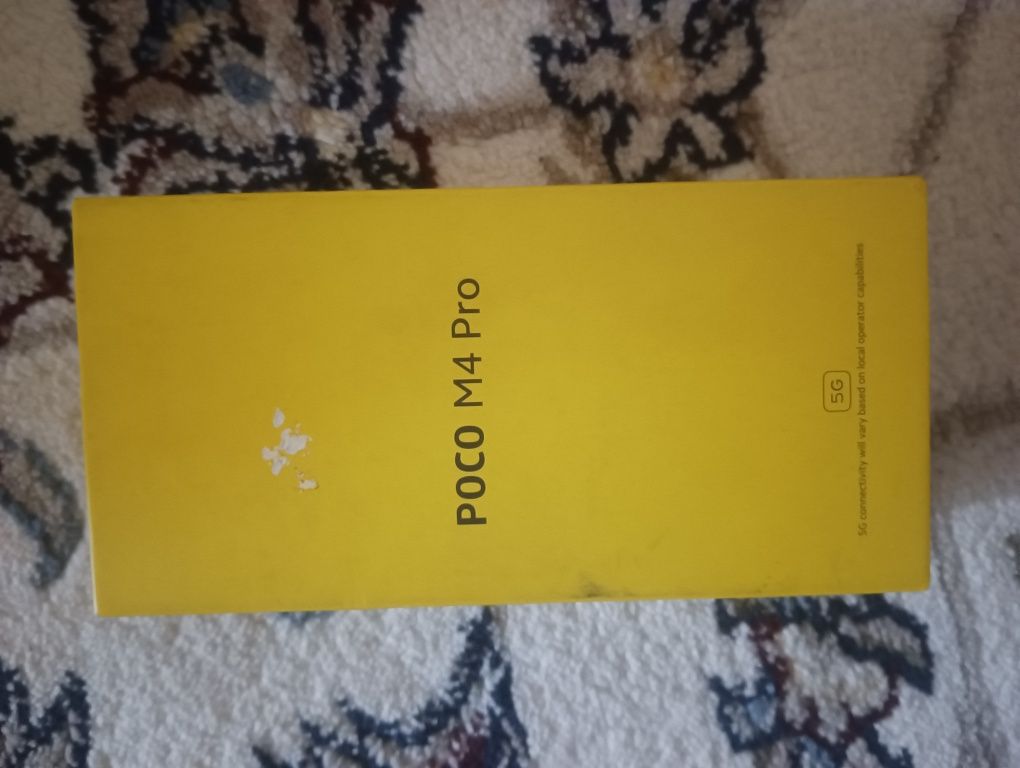 POCO M4 Pro
5G
5G connectivity will vary based on local operator capabilities